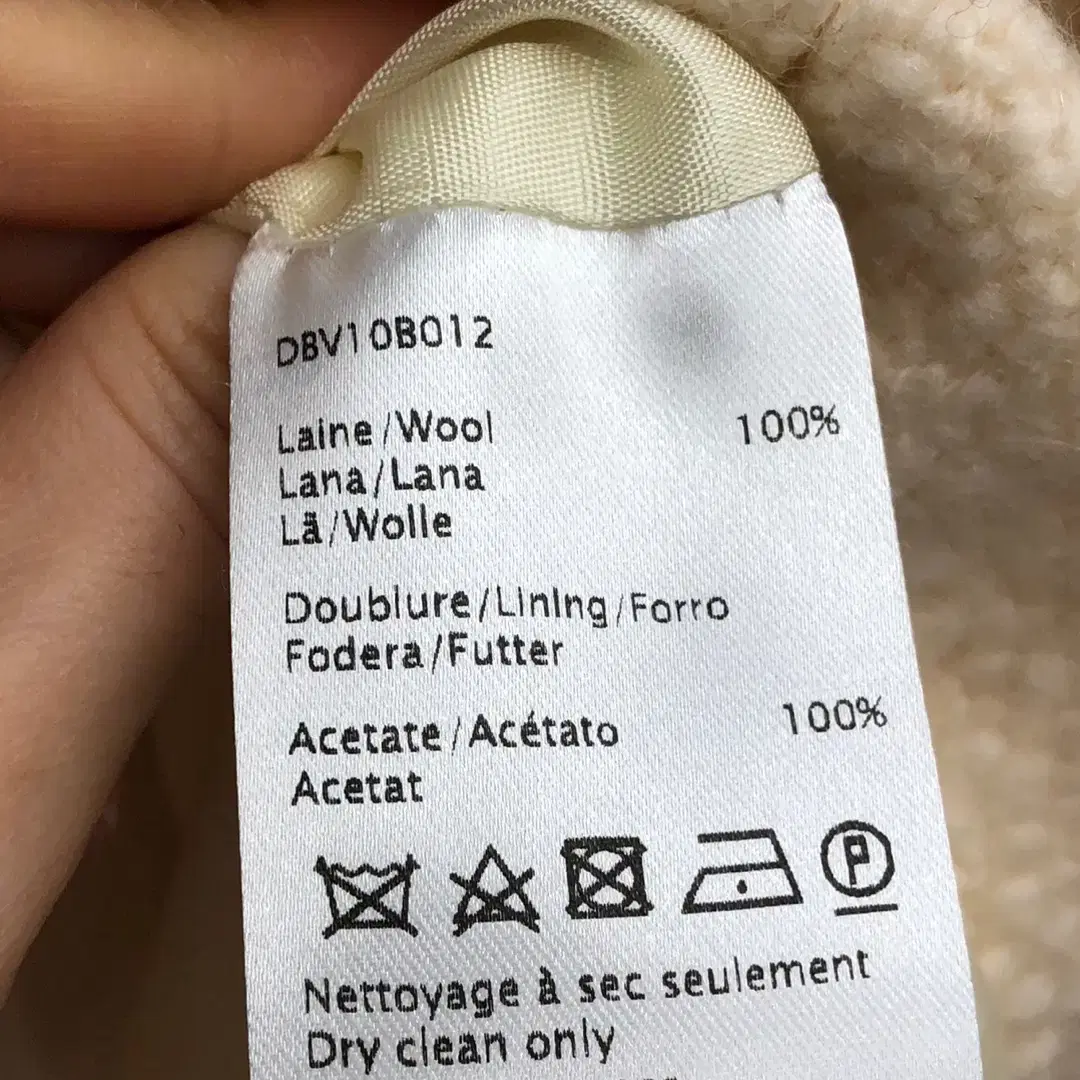 DBV10B012
Laine/Wool 100%
Lana/Lana
Lã/Wolle
Doublure/Lining/Forro
Fodera/Futter
Acetate/Acétato 100%
Acetat
P
Nettoyage à sec seulement
Dry clean only